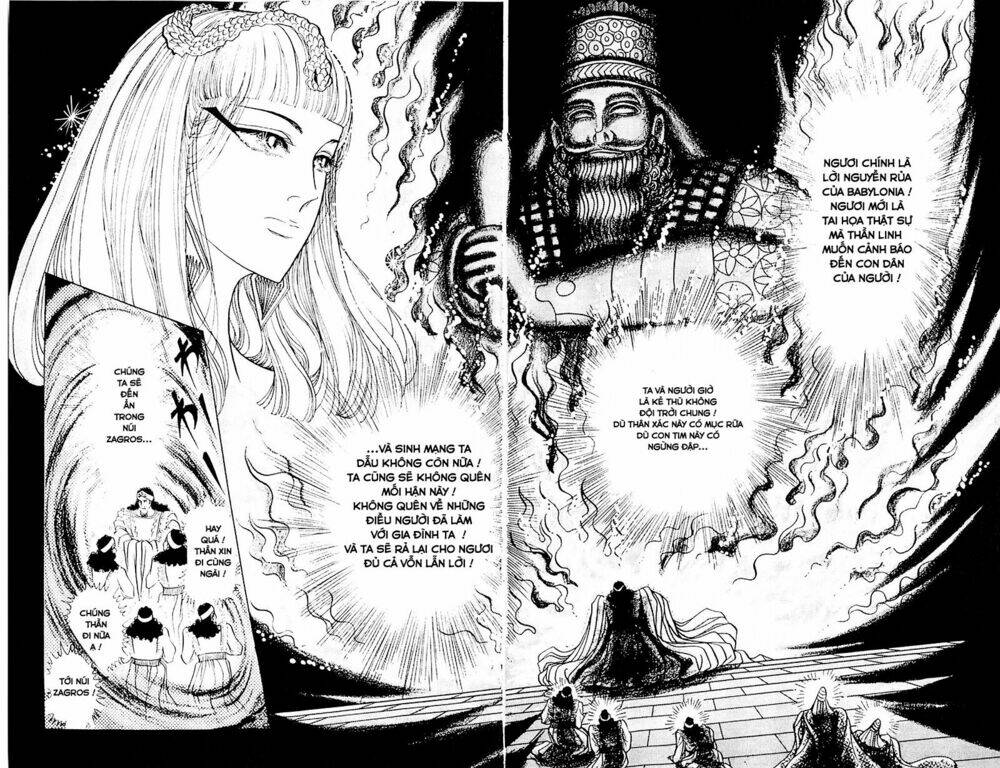 NGƯƠI CHÍNH LÀ
LỜI NGUYỀN RỦA
CỦA BABYLONIA !
NGƯƠI MỚI LÀ
TAI HỌA THẬT SỰ
MÀ THẦN LINH
MUỐN CẢNH BÁO
ĐẾN CON DÂN
CỦA NGƯỜI !
TA VÀ NGƯƠI GIỜ
LÀ KẺ THÙ KHÔNG
ĐỘI TRỜI CHUNG !
DÙ THÂN XÁC NÀY CÓ MỤC RỮA
DÙ CON TIM NÀY CÓ
NGỪNG ĐẬP...
...VÀ SINH MẠNG TA
DẪU KHÔNG CÒN NỮA !
TA CŨNG SẼ KHÔNG QUÊN
MỐI HẬN NÀY !
KHÔNG QUÊN VỀ NHỮNG
ĐIỀU NGƯƠI ĐÃ LÀM
VỚI GIA ĐÌNH TA !
VÀ TA SẼ RẢ LẠI CHO NGƯƠI
ĐỦ CẢ VỐN LẪN LỜI !
CHÚNG
TA SẼ
ĐẾN
ẨN
TRONG
NÚI
ZAGROS...
わ
わ
HAY
QUÁ !
THẦN XIN
ĐI CÙNG
NGÀI !
CHÚNG
THẦN
ĐI NỮA
Ạ !
TỚI NÚI
ZAGROS !